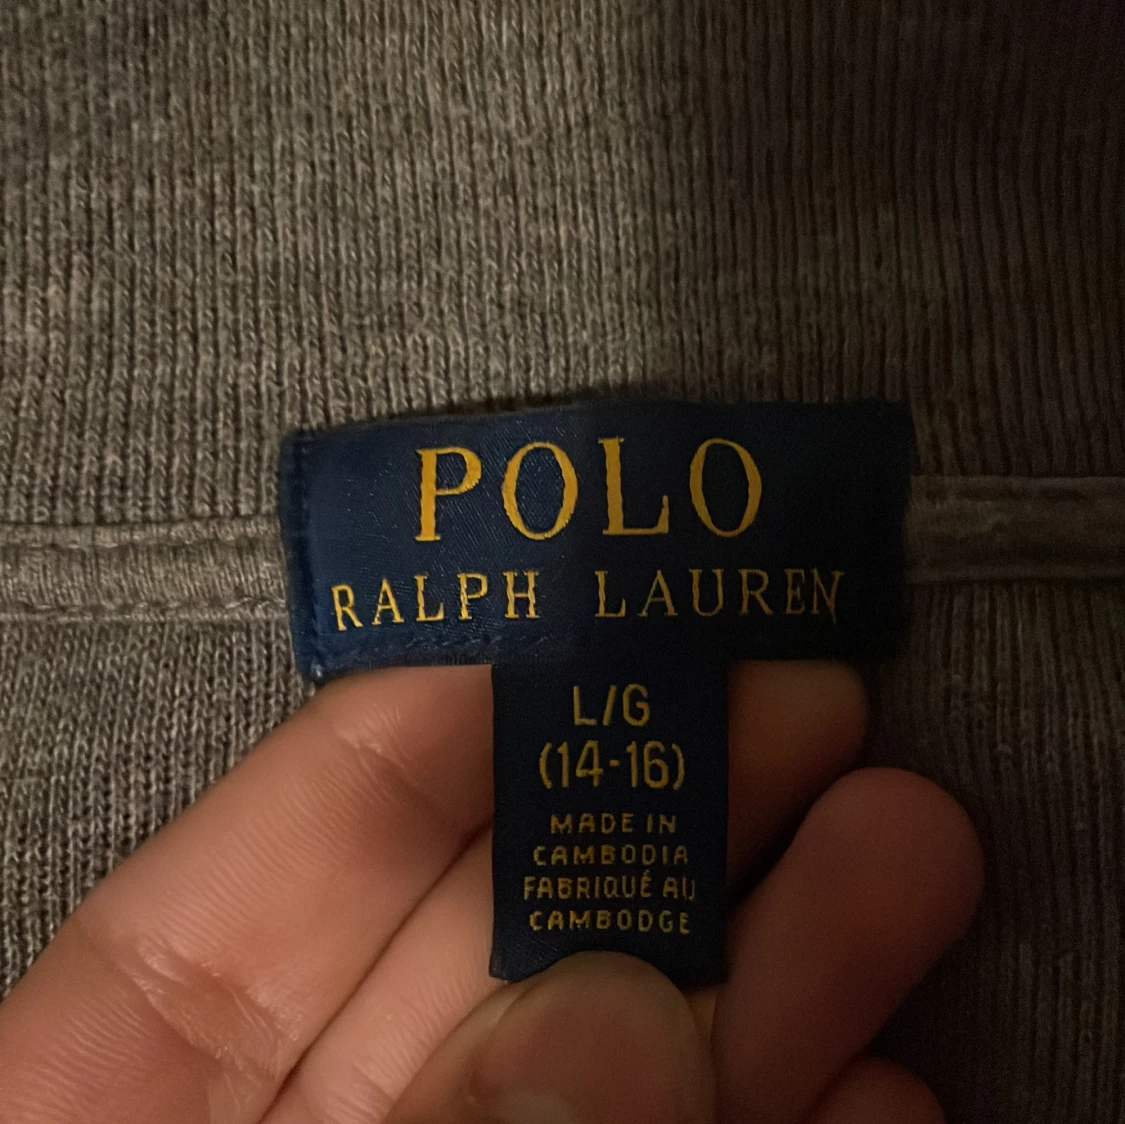 POLO
RALPH LAUREN
L/G
(14-16)
MADE IN
CAMBODIA
FABRIQUÉ AU
CAMBODGE